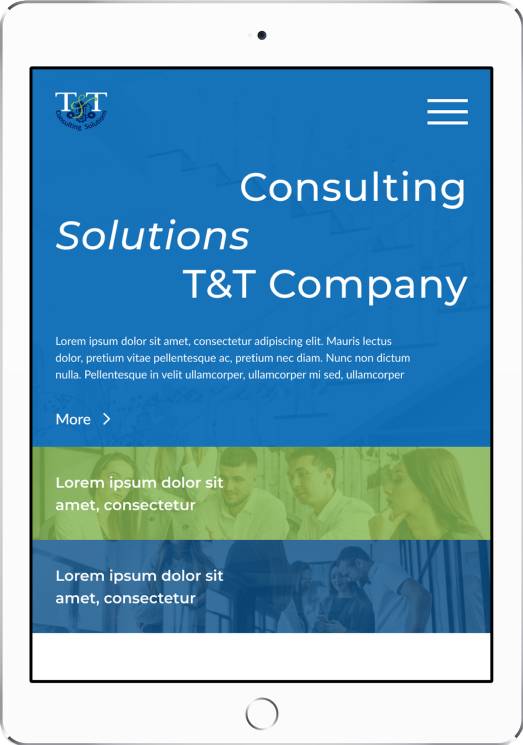 T&T
Consulting Solutions
Consulting
Solutions
T&T Company
Lorem ipsum dolor sit amet, consectetur adipiscing elit. Mauris lectus
dolor, pretium vitae pellentesque ac, pretium nec diam. Nunc non dictum
nulla. Pellentesque in velit ullamcorper, ullamcorper mi sed, ullamcorper
More
Lorem ipsum dolor sit
amet, consectetur
Lorem ipsum dolor sit
amet, consectetur